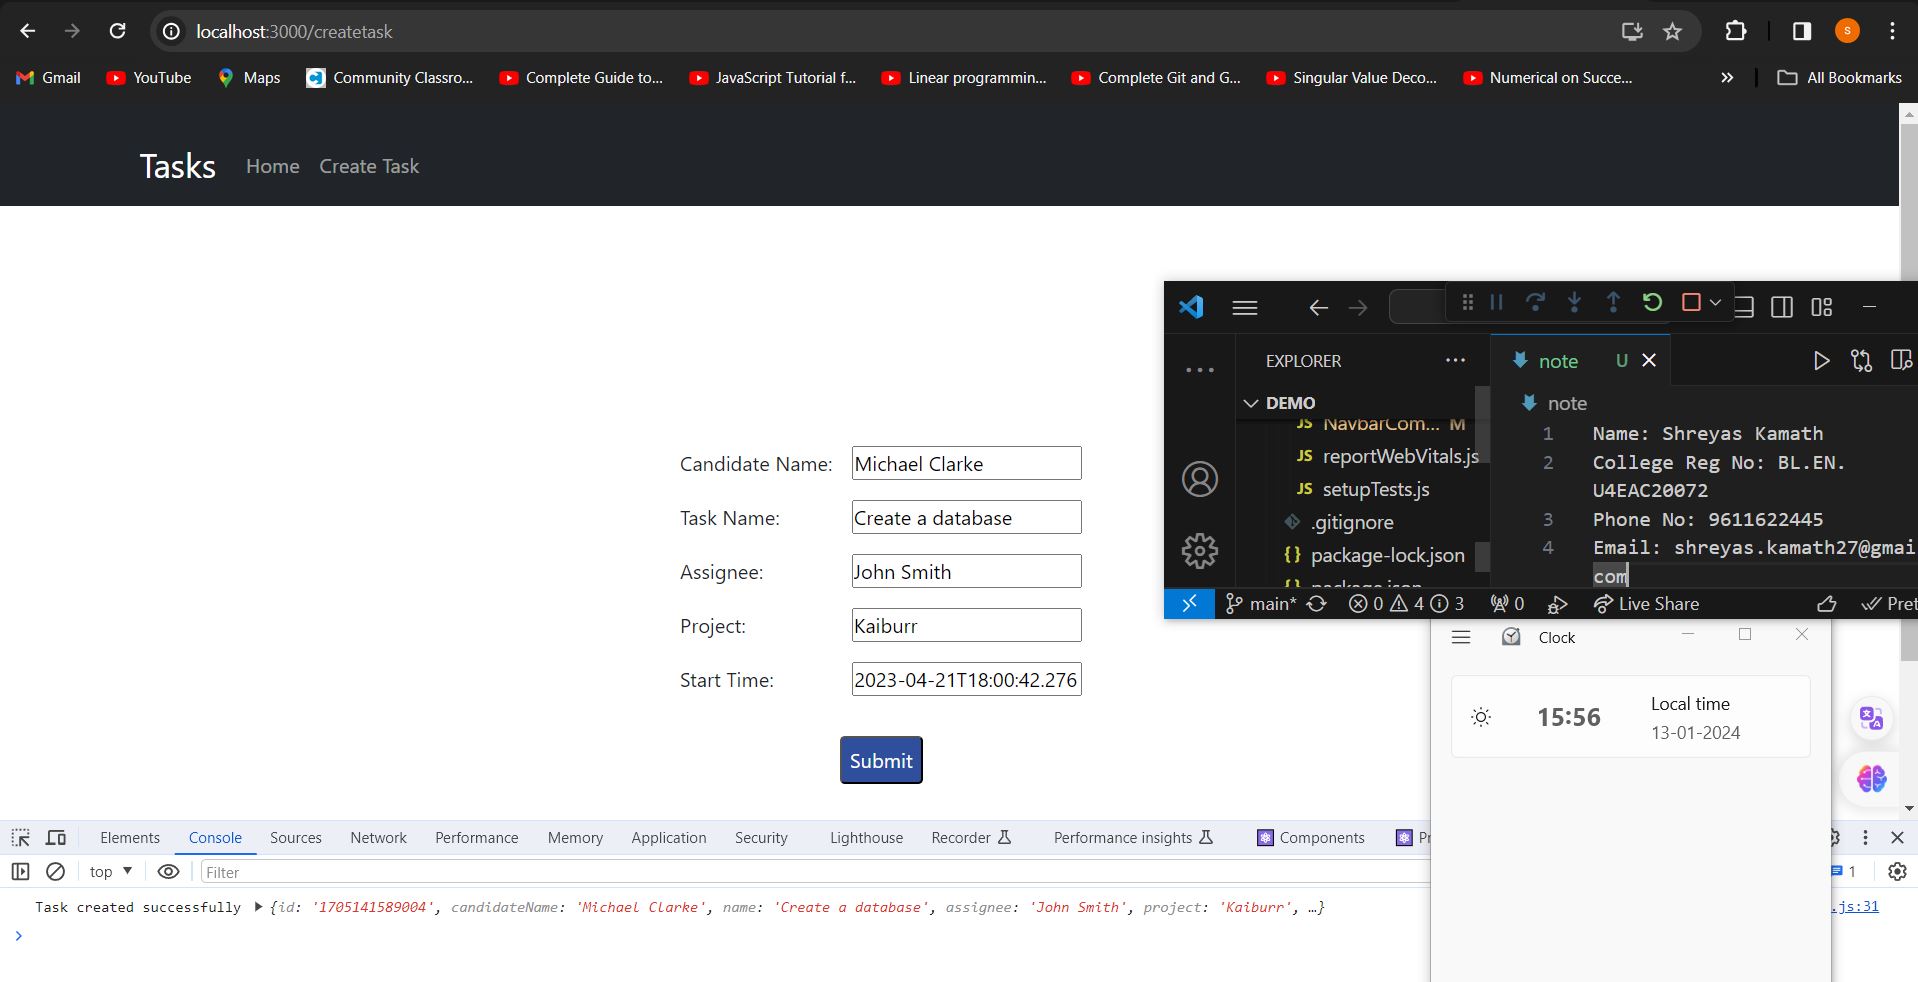 localhost:3000/createtask
S
Gmail YouTube Maps Community Classro... Complete Guide to... JavaScript Tutorial f... Linear programmin... Complete Git and G... Singular Value Deco... Numerical on Succe... » All Bookmarks
Tasks Home Create Task
Candidate Name: Michael Clarke
Task Name: Create a database
Assignee: John Smith
Project: Kaiburr
Start Time: 2023-04-21T18:00:42.276
Submit
EXPLORER ...
DEMO
JS NavbarCom... M
JS reportWebVitals.js
JS setupTests.js
.gitignore
{} package-lock.json
{} package.json
note U
note
1 Name: Shreyas Kamath
2 College Reg No: BL.EN.
U4EAC20072
3 Phone No: 9611622445
4 Email: shreyas.kamath27@gmai
com
main* 0 4 3 0 Live Share Pret
Clock
15:56 Local time
13-01-2024
Elements Console Sources Network Performance Memory Application Security Lighthouse Recorder Performance insights Components Pr
top Filter 1
Task created successfully {id: '1705141589004', candidateName: 'Michael Clarke', name: 'Create a database', assignee: 'John Smith', project: 'Kaiburr', …} .js:31
>